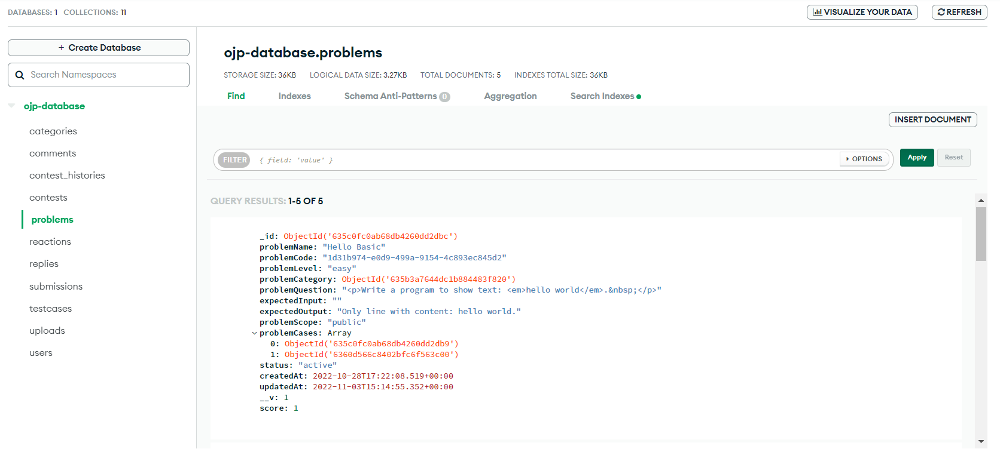 DATABASES: 1 COLLECTIONS: 11
VISUALIZE YOUR DATA
REFRESH
+ Create Database
Search Namespaces
ojp-database
categories
comments
contest_histories
contests
problems
reactions
replies
submissions
testcases
uploads
users
ojp-database.problems
STORAGE SIZE: 36KB LOGICAL DATA SIZE: 3.27KB TOTAL DOCUMENTS: 5 INDEXES TOTAL SIZE: 36KB
Find Indexes Schema Anti-Patterns 0 Aggregation Search Indexes
INSERT DOCUMENT
FILTER { field: 'value' } OPTIONS Apply Reset
QUERY RESULTS: 1-5 OF 5
_id: ObjectId('635c0fc0ab68db4260dd2dbc')
problemName: "Hello Basic"
problemCode: "1d31b974-e0d9-499a-9154-4c893ec845d2"
problemLevel: "easy"
problemCategory: ObjectId('635b3a7644dc1b884483f820')
problemQuestion: "<p>Write a program to show text: <em>hello world</em>.&nbsp;</p>"
expectedInput: ""
expectedOutput: "Only line with content: hello world."
problemScope: "public"
problemCases: Array
0: ObjectId('635c0fc0ab68db4260dd2db9')
1: ObjectId('6360d566c8402bfc6f563c00')
status: "active"
createdAt: 2022-10-28T17:22:08.519+00:00
updatedAt: 2022-11-03T15:14:55.352+00:00
__v: 1
score: 1